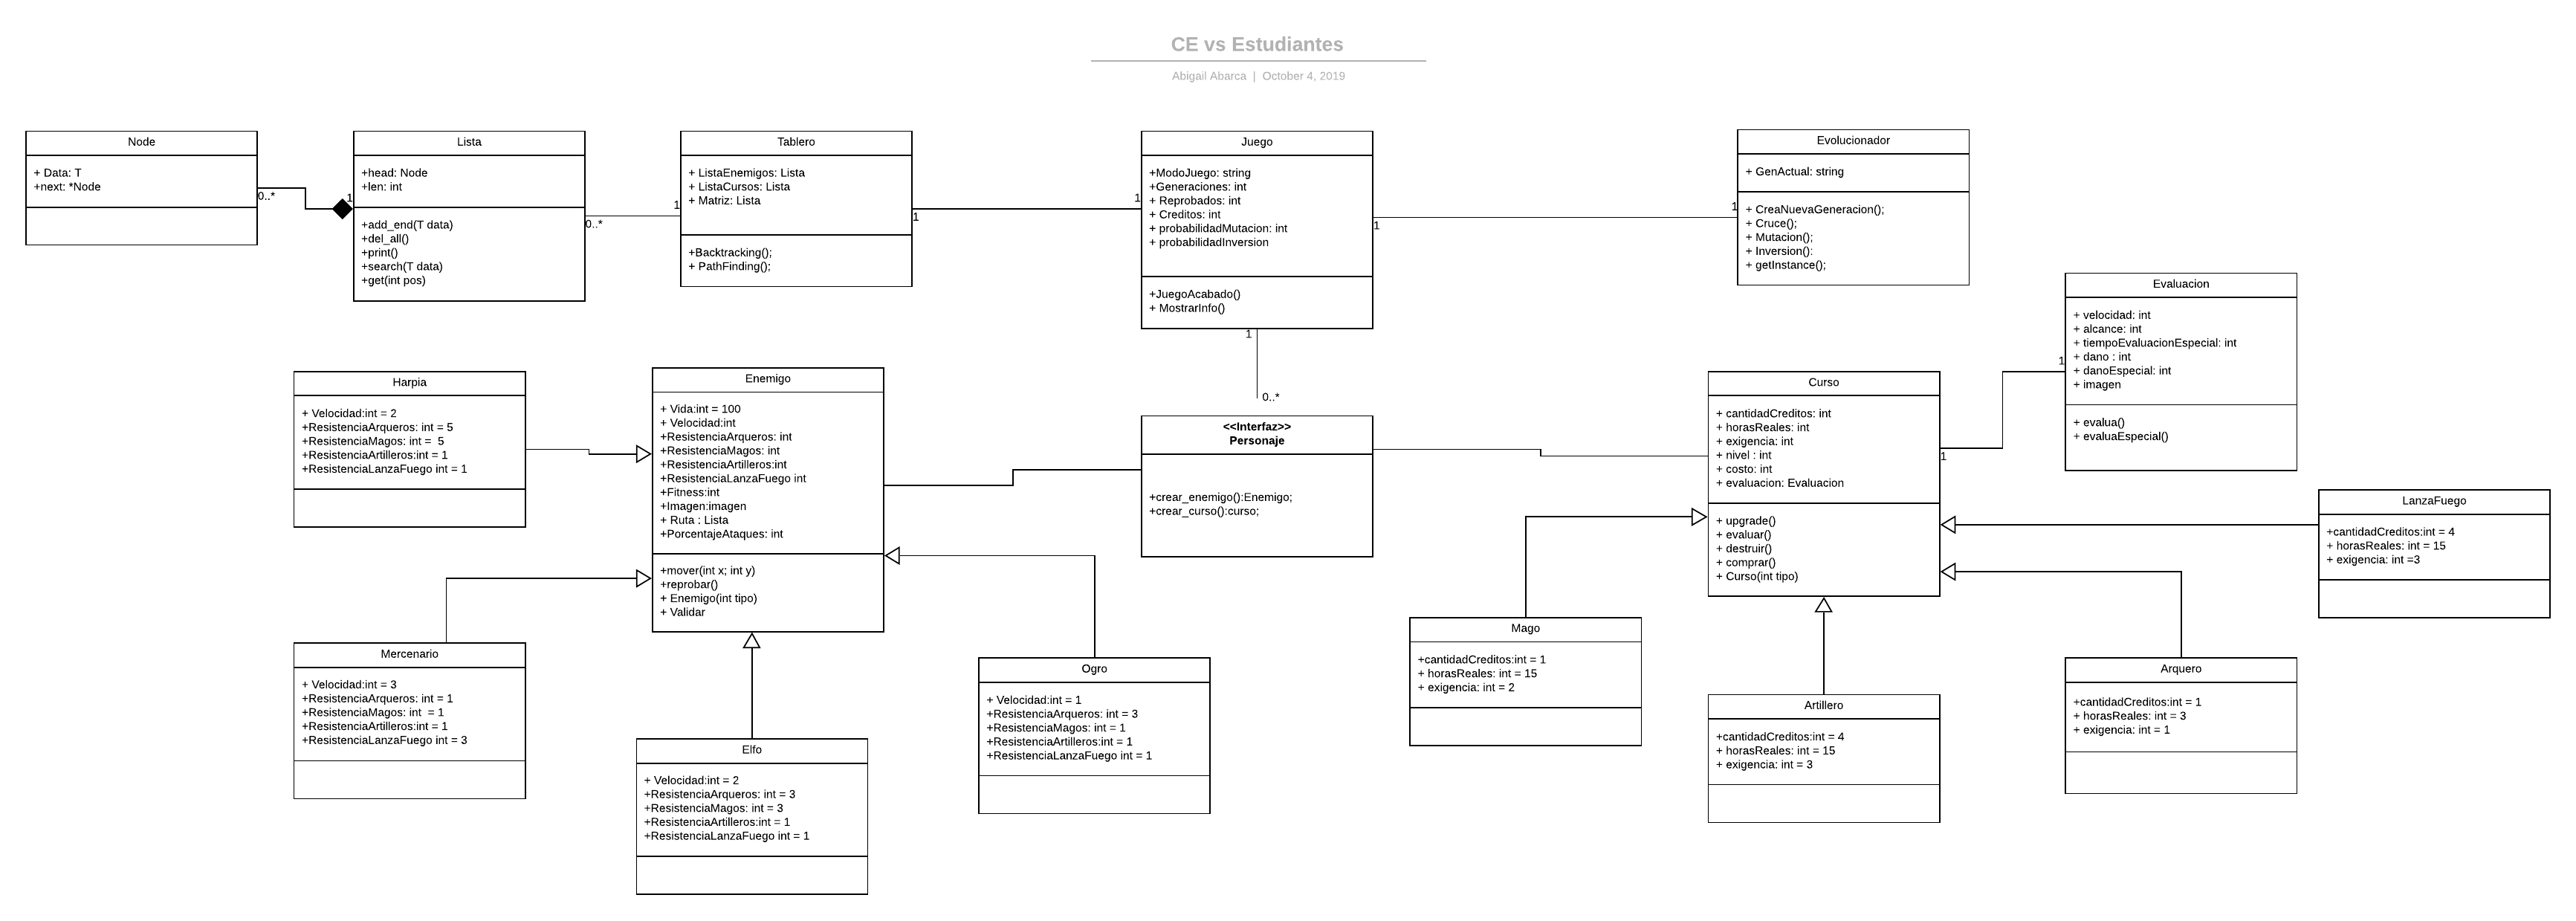 CE vs Estudiantes
Abigail Abarca | October 4, 2019
Node
+ Data: T
+next: *Node
0..*
1
Lista
+head: Node
+len: int
+add_end(T data)
+del_all()
+print()
+search(T data)
+get(int pos)
0..*
1
Tablero
+ ListaEnemigos: Lista
+ ListaCursos: Lista
+ Matriz: Lista
+Backtracking();
+ PathFinding();
1
1
Juego
+ModoJuego: string
+Generaciones: int
+ Reprobados: int
+ Creditos: int
+ probabilidadMutacion: int
+ probabilidadInversion
+JuegoAcabado()
+ MostrarInfo()
1
1
Evolucionador
+ GenActual: string
+ CreaNuevaGeneracion();
+ Cruce();
+ Mutacion();
+ Inversion():
+ getInstance();
1
0..*
Evaluacion
+ velocidad: int
+ alcance: int
+ tiempoEvaluacionEspecial: int
+ dano : int
+ danoEspecial: int
+ imagen
+ evalua()
+ evaluaEspecial()
1
1
Harpia
+ Velocidad:int = 2
+ResistenciaArqueros: int = 5
+ResistenciaMagos: int =  5
+ResistenciaArtilleros:int = 1
+ResistenciaLanzaFuego int = 1
Enemigo
+ Vida:int = 100
+ Velocidad:int
+ResistenciaArqueros: int
+ResistenciaMagos: int
+ResistenciaArtilleros:int
+ResistenciaLanzaFuego int
+Fitness:int
+Imagen:imagen
+ Ruta : Lista
+PorcentajeAtaques: int
+mover(int x; int y)
+reprobar()
+ Enemigo(int tipo)
+ Validar
<<Interfaz>>
Personaje
+crear_enemigo():Enemigo;
+crear_curso():curso;
Curso
+ cantidadCreditos: int
+ horasReales: int
+ exigencia: int
+ nivel : int
+ costo: int
+ evaluacion: Evaluacion
+ upgrade()
+ evaluar()
+ destruir()
+ comprar()
+ Curso(int tipo)
LanzaFuego
+cantidadCreditos:int = 4
+ horasReales: int = 15
+ exigencia: int =3
Mercenario
+ Velocidad:int = 3
+ResistenciaArqueros: int = 1
+ResistenciaMagos: int  = 1
+ResistenciaArtilleros:int = 1
+ResistenciaLanzaFuego int = 3
Elfo
+ Velocidad:int = 2
+ResistenciaArqueros: int = 3
+ResistenciaMagos: int = 3
+ResistenciaArtilleros:int = 1
+ResistenciaLanzaFuego int = 1
Ogro
+ Velocidad:int = 1
+ResistenciaArqueros: int = 3
+ResistenciaMagos: int = 1
+ResistenciaArtilleros:int = 1
+ResistenciaLanzaFuego int = 1
Mago
+cantidadCreditos:int = 1
+ horasReales: int = 15
+ exigencia: int = 2
Artillero
+cantidadCreditos:int = 4
+ horasReales: int = 15
+ exigencia: int = 3
Arquero
+cantidadCreditos:int = 1
+ horasReales: int = 3
+ exigencia: int = 1